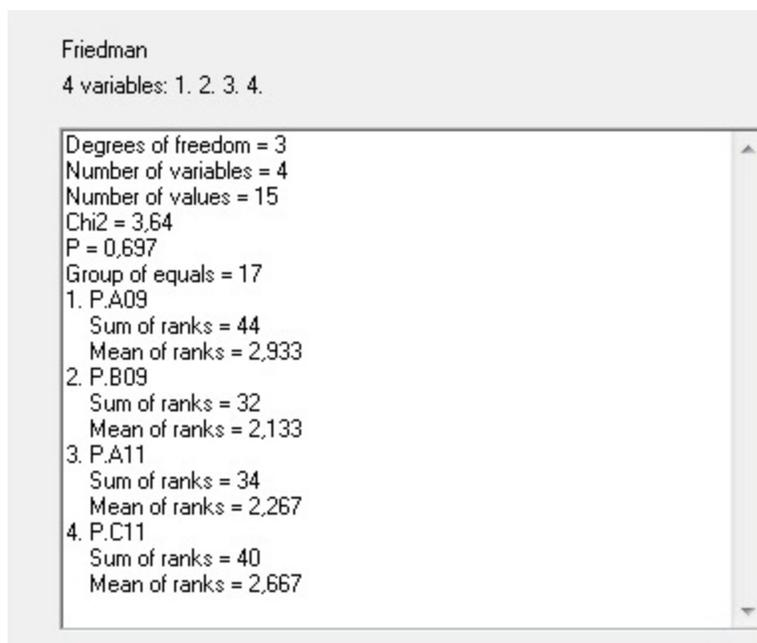 Friedman
4 variables: 1. 2. 3. 4.
Degrees of freedom = 3
Number of variables = 4
Number of values = 15
Chi2 = 3,64
P = 0,697
Group of equals = 17
1. P.A09
Sum of ranks = 44
Mean of ranks = 2,933
2. P.B09
Sum of ranks = 32
Mean of ranks = 2,133
3. P.A11
Sum of ranks = 34
Mean of ranks = 2,267
4. P.C11
Sum of ranks = 40
Mean of ranks = 2,667